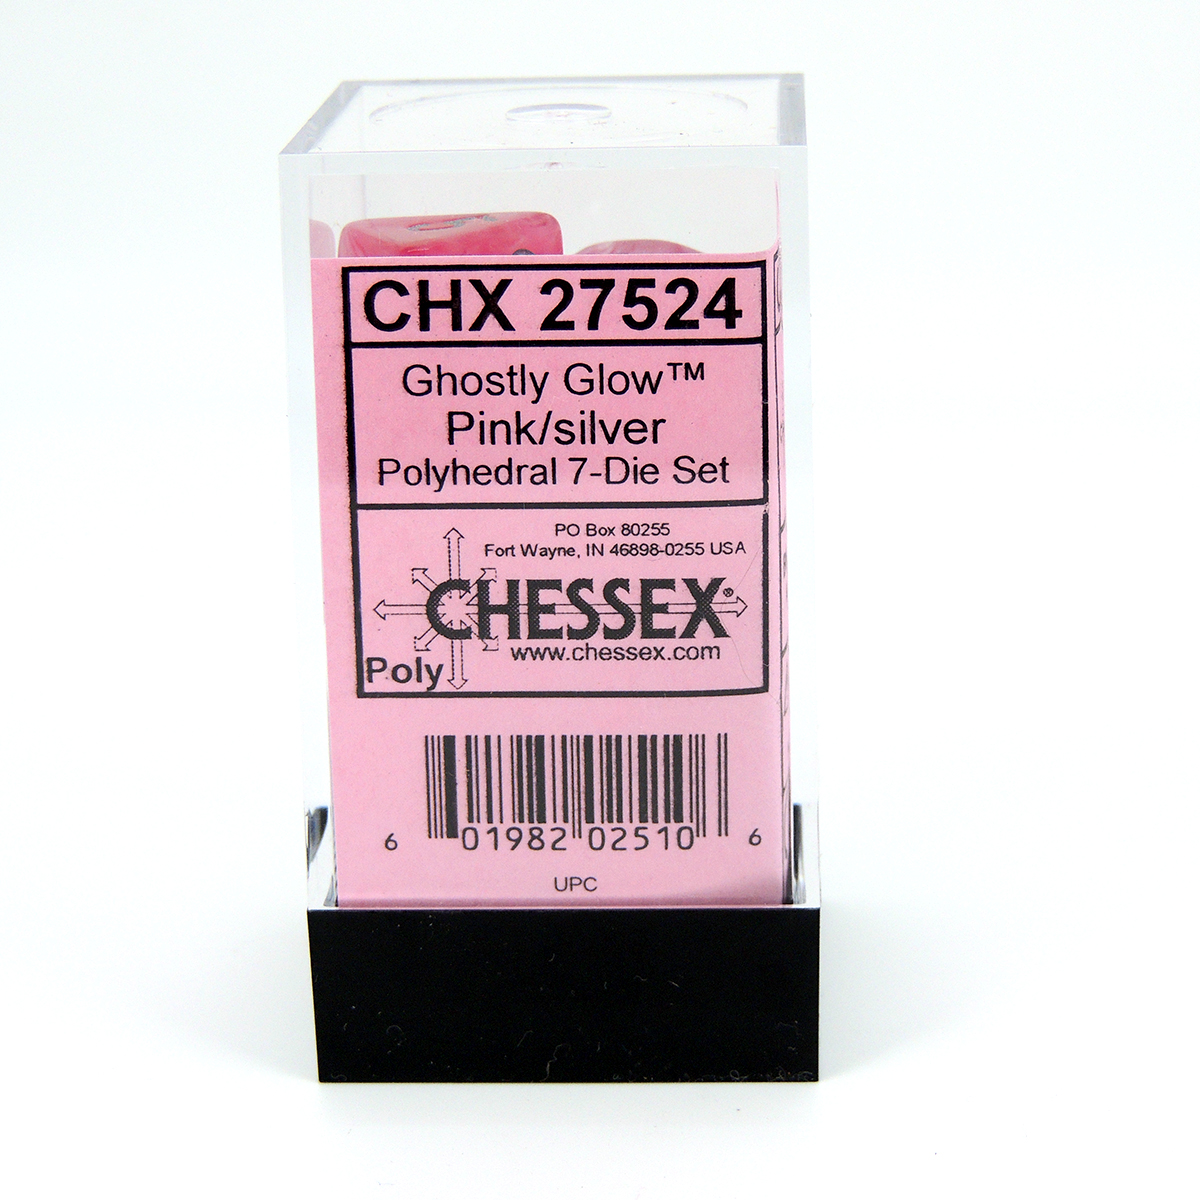 CHX 27524
Ghostly Glow™
Pink/silver
Polyhedral 7-Die Set
PO Box 80255
Fort Wayne, IN 46898-0255 USA
CHESSEX®
www.chessex.com
Poly
6 01982 02510 6
UPC